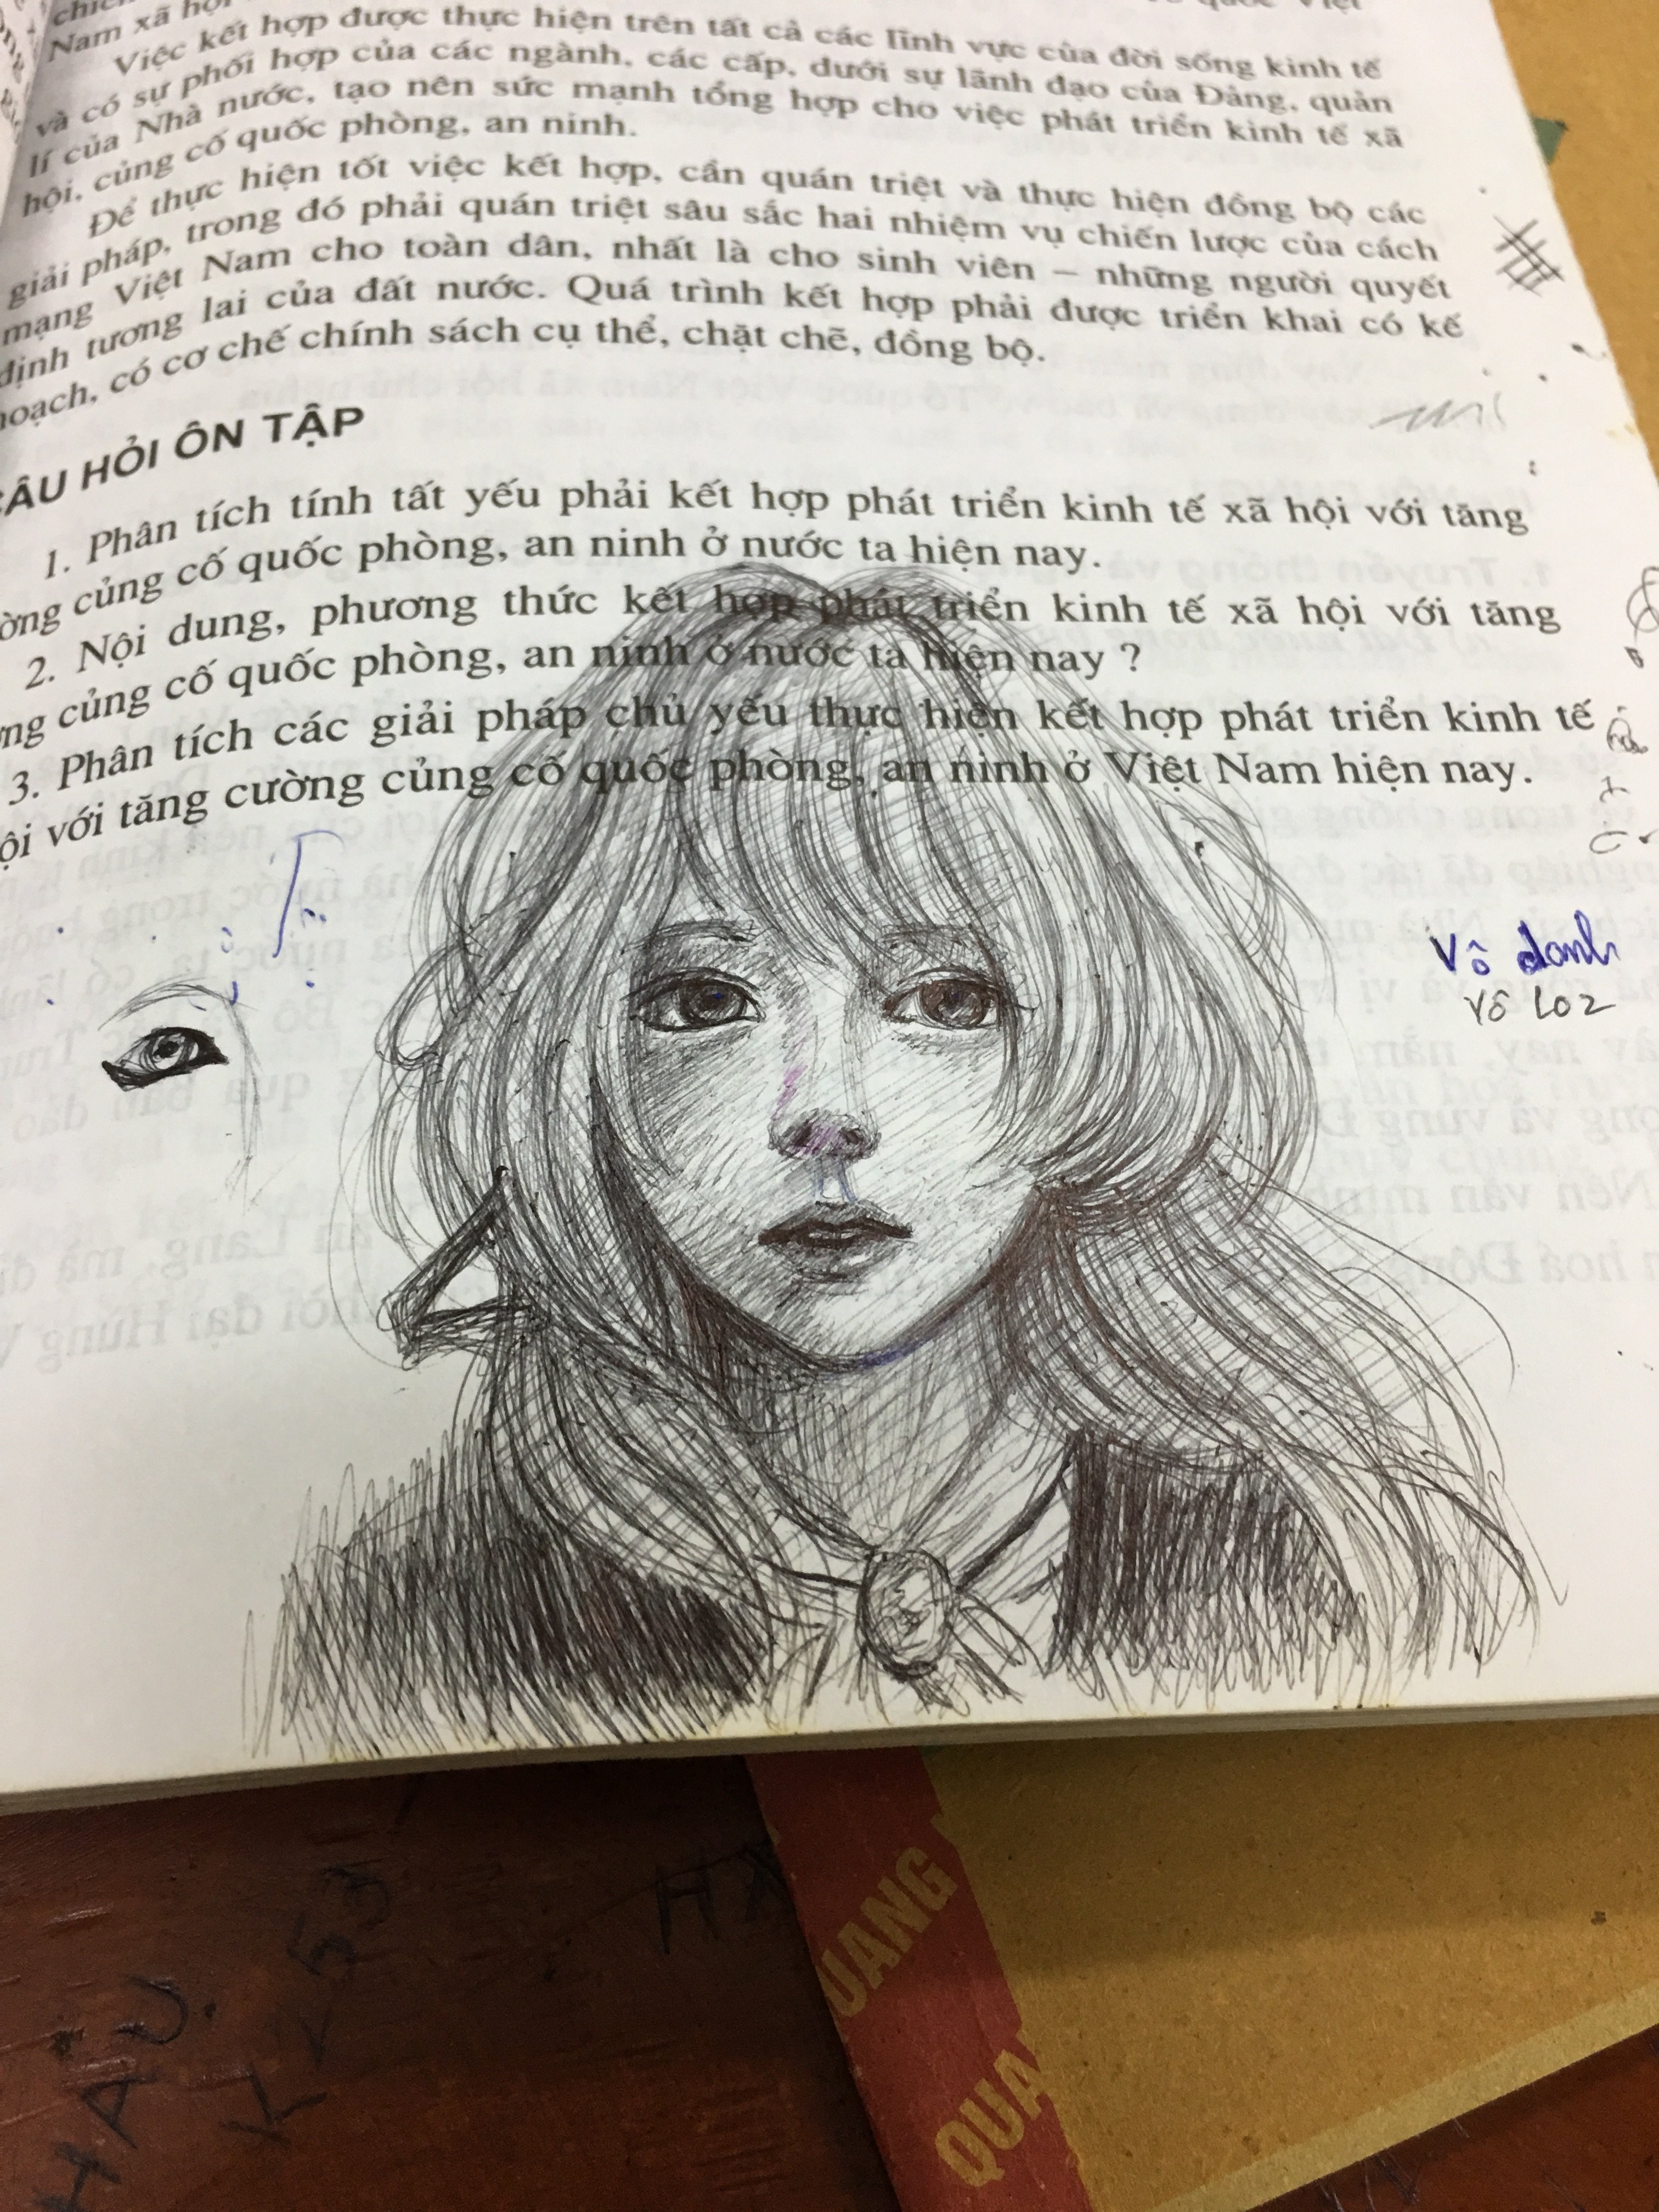 Nam xã hội
Việc kết hợp được thực hiện trên tất cả các lĩnh vực của đời sống kinh tế
và có sự phối hợp của các ngành, các cấp, dưới sự lãnh đạo của Đảng, quản
lí của Nhà nước, tạo nên sức mạnh tổng hợp cho việc phát triển kinh tế xã
hội, củng cố quốc phòng, an ninh.
Để thực hiện tốt việc kết hợp, cần quán triệt và thực hiện đồng bộ các
giải pháp, trong đó phải quán triệt sâu sắc hai nhiệm vụ chiến lược của cách
mạng Việt Nam cho toàn dân, nhất là cho sinh viên – những người quyết
định tương lai của đất nước. Quá trình kết hợp phải được triển khai có kế
hoạch, có cơ chế chính sách cụ thể, chặt chẽ, đồng bộ.
CÂU HỎI ÔN TẬP
1. Phân tích tính tất yếu phải kết hợp phát triển kinh tế xã hội với tăng
ờng củng cố quốc phòng, an ninh ở nước ta hiện nay.
2. Nội dung, phương thức kết hợp phát triển kinh tế xã hội với tăng
ng củng cố quốc phòng, an ninh ở nước ta hiện nay ?
3. Phân tích các giải pháp chủ yếu thực hiện kết hợp phát triển kinh tế
ội với tăng cường củng cố quốc phòng, an ninh ở Việt Nam hiện nay.
Vô danh
Vô Loz
UANG
QUA
HẬU
K53
HX